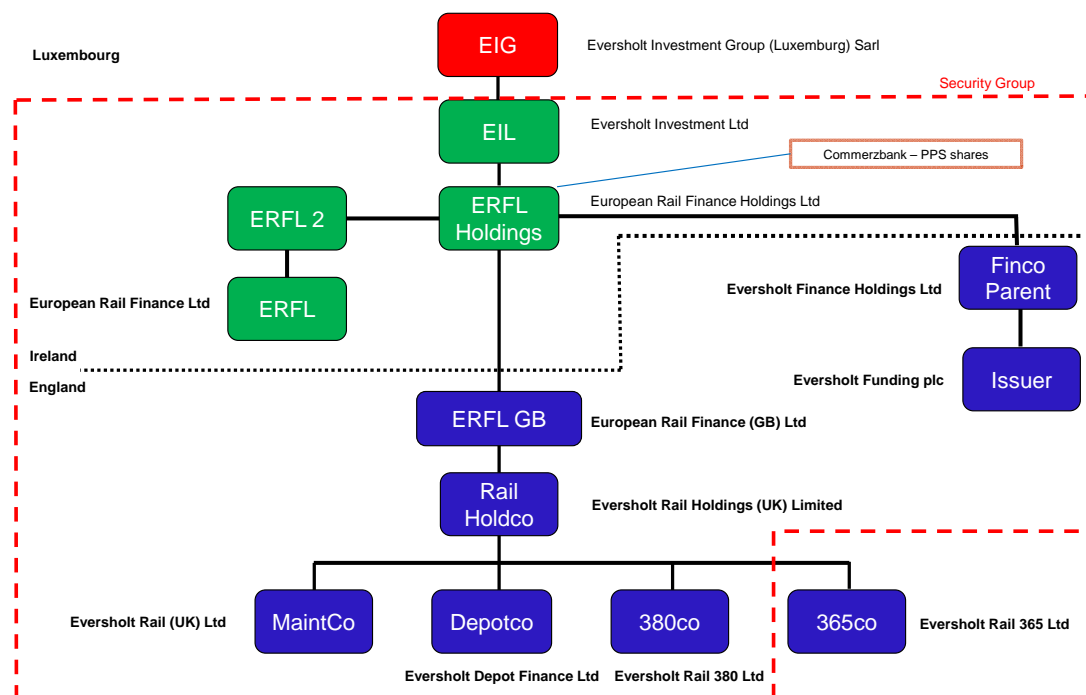 EIG
Eversholt Investment Group (Luxemburg) Sarl
Luxembourg
Security Group
EIL
Eversholt Investment Ltd
Commerzbank – PPS shares
ERFL 2
ERFL
Holdings
European Rail Finance Holdings Ltd
Finco
Parent
Eversholt Finance Holdings Ltd
European Rail Finance Ltd
ERFL
Ireland
England
Eversholt Funding plc
Issuer
ERFL GB
European Rail Finance (GB) Ltd
Rail
Holdco
Eversholt Rail Holdings (UK) Limited
Eversholt Rail (UK) Ltd
MaintCo
Depotco
380co
365co
Eversholt Rail 365 Ltd
Eversholt Depot Finance Ltd
Eversholt Rail 380 Ltd